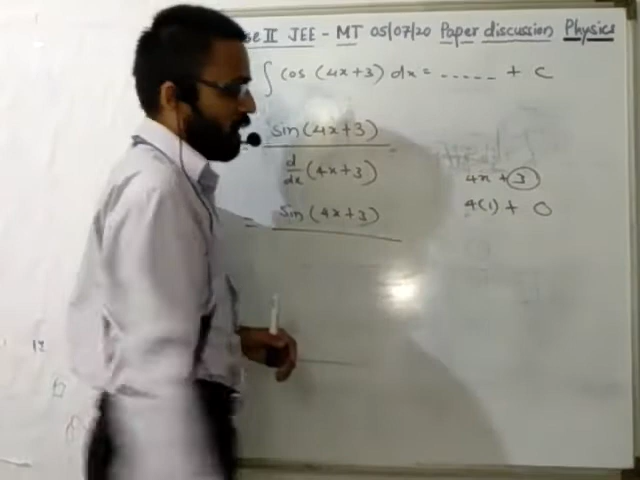 se II JEE - MT 05/07/20 Paper discussion Physics
∫ cos (4x+3) dx = ----- + c
sin (4x+3)
d/dx (4x+3)
= sin (4x+3)
4x + 3
4(1) + 0